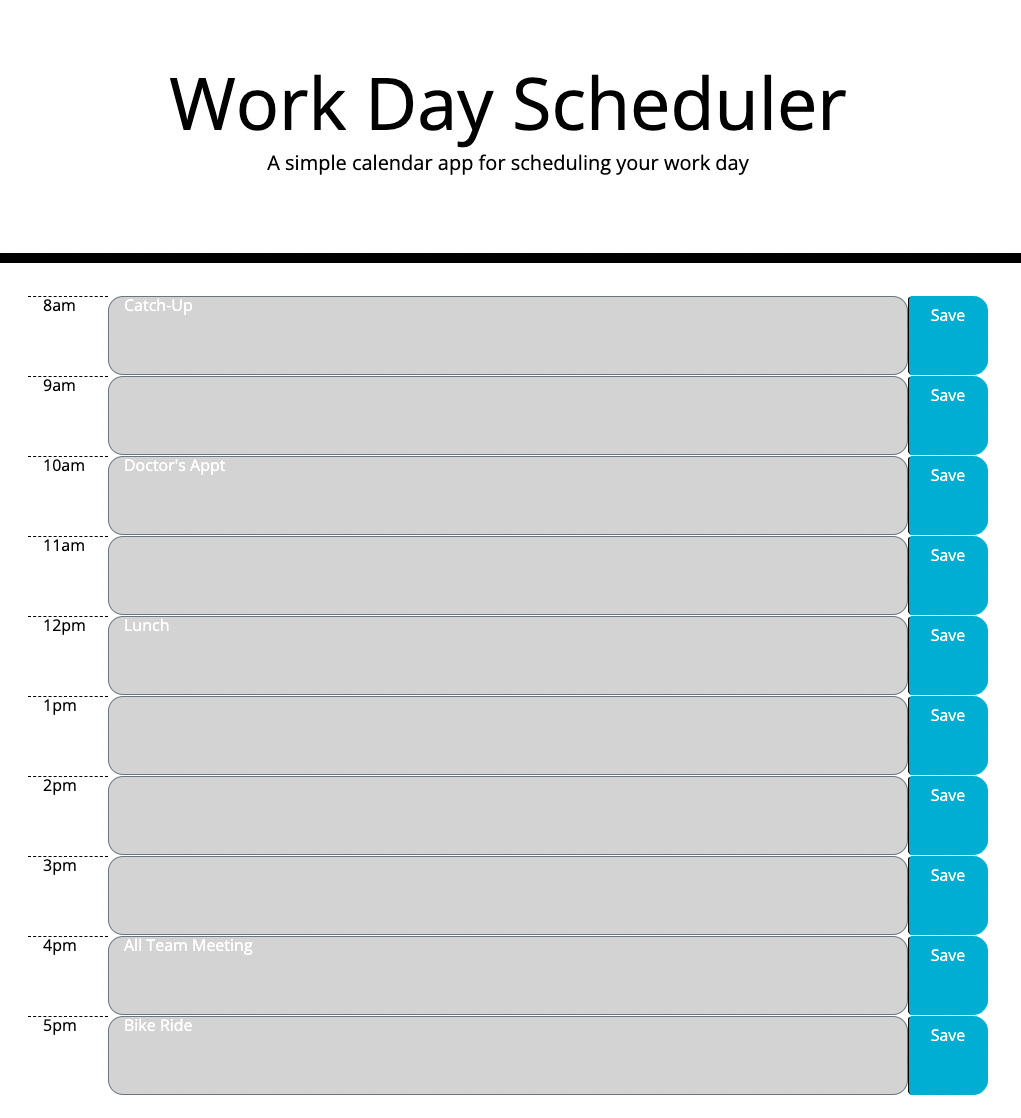 Work Day Scheduler
A simple calendar app for scheduling your work day
8am Catch-Up Save
9am Save
10am Doctor's Appt Save
11am Save
12pm Lunch Save
1pm Save
2pm Save
3pm Save
4pm All Team Meeting Save
5pm Bike Ride Save